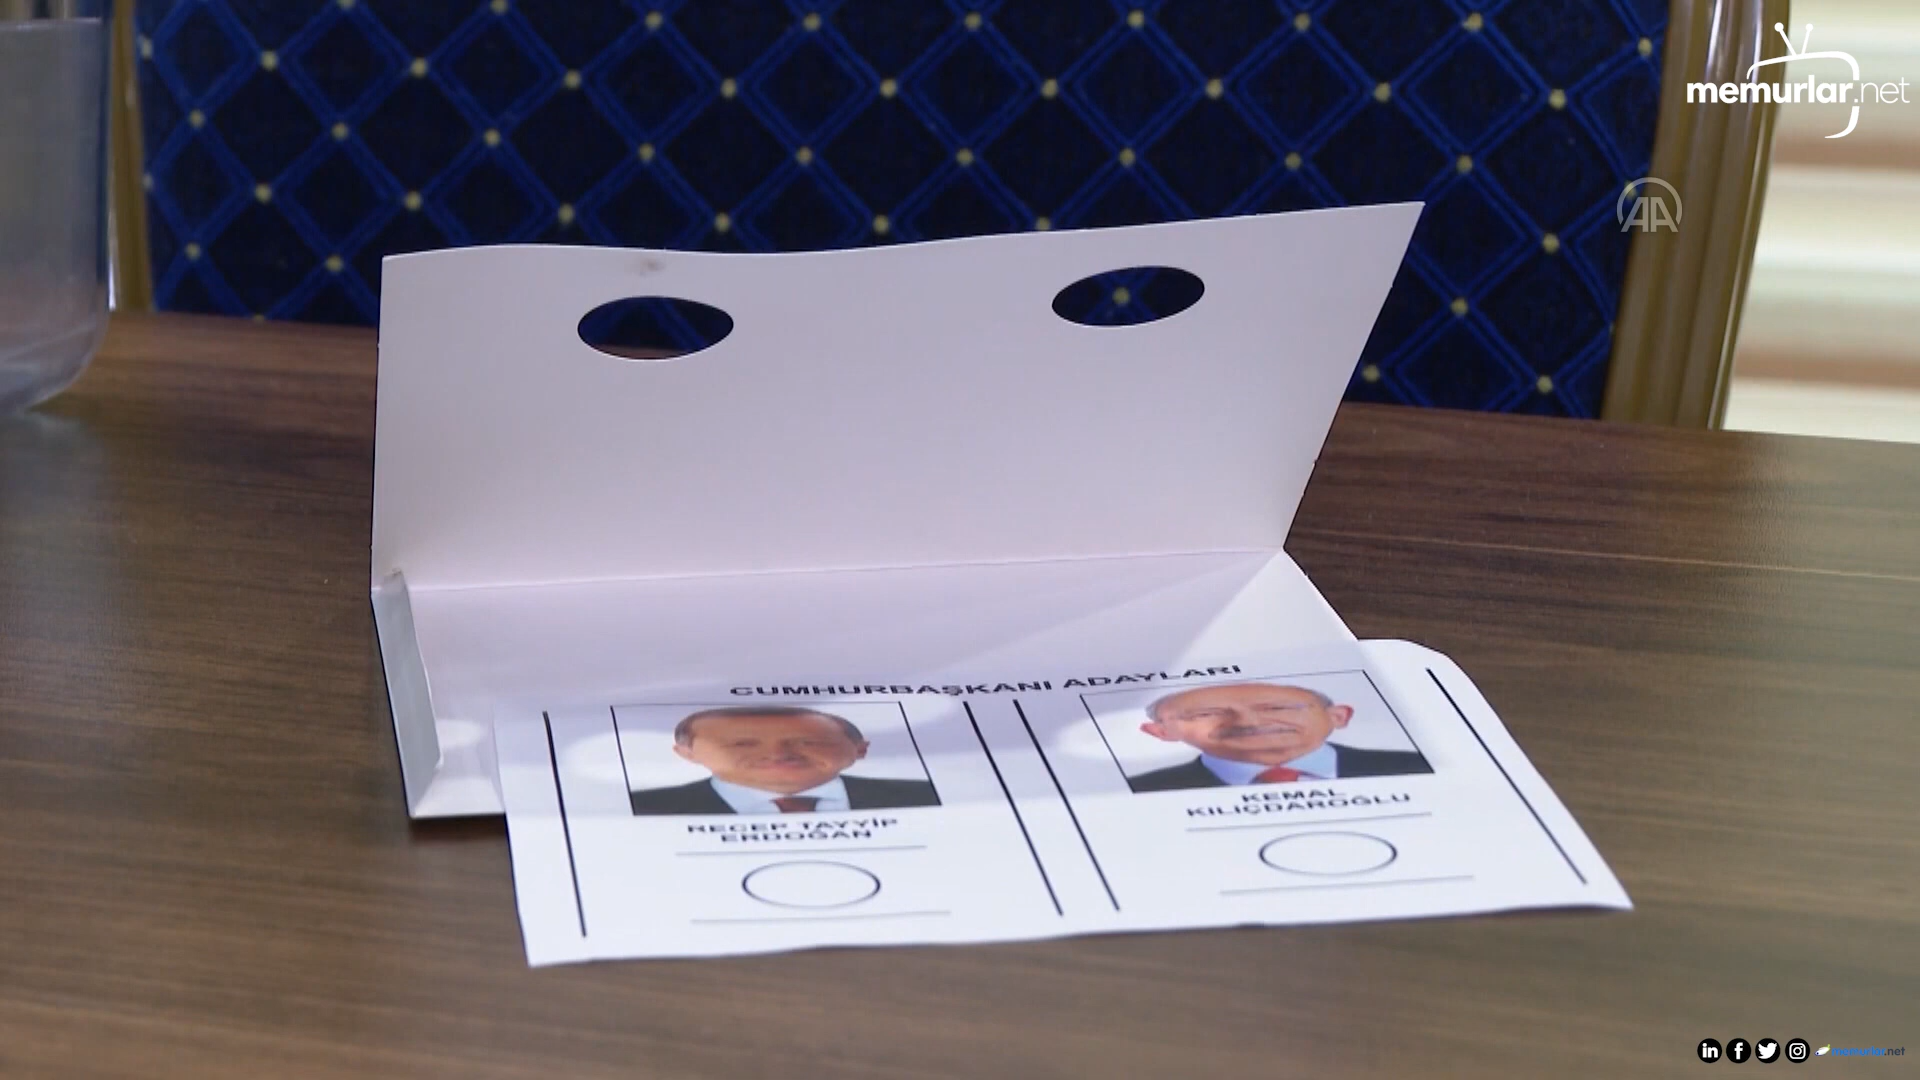 memurlar.net
AA
CUMHURBAŞKANI ADAYLARI
RECEP TAYYİP
ERDOĞAN
KEMAL
KILIÇDAROĞLU
memurlar.net